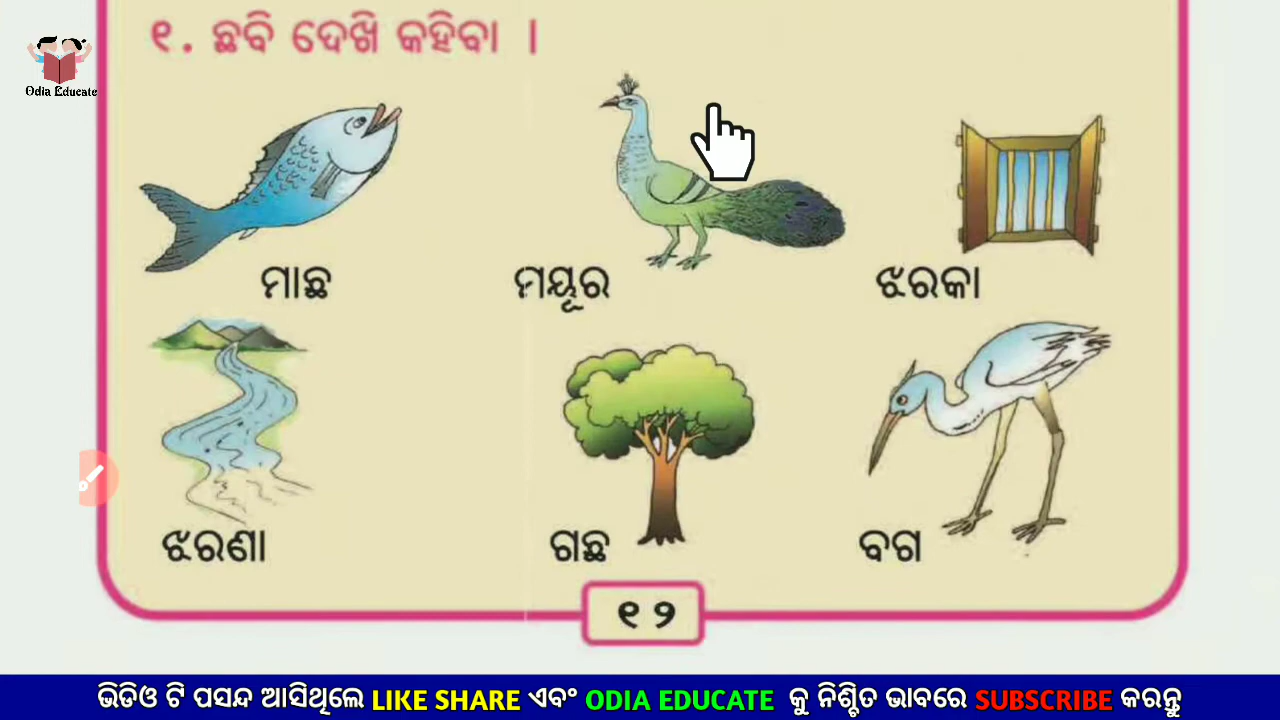 ୧. ଛବି ଦେଖି କହିବା ।
Odia Educate
ମାଛ
ମୟୂର
ଝରକା
ଝରଣା
ଗଛ
ବଗ
୧୨
ଭିଡିଓ ଟି ପସନ୍ଦ ଆସିଥିଲେ LIKE SHARE ଏବଂ ODIA EDUCATE କୁ ନିଶ୍ଚିତ ଭାବରେ SUBSCRIBE କରନ୍ତୁ